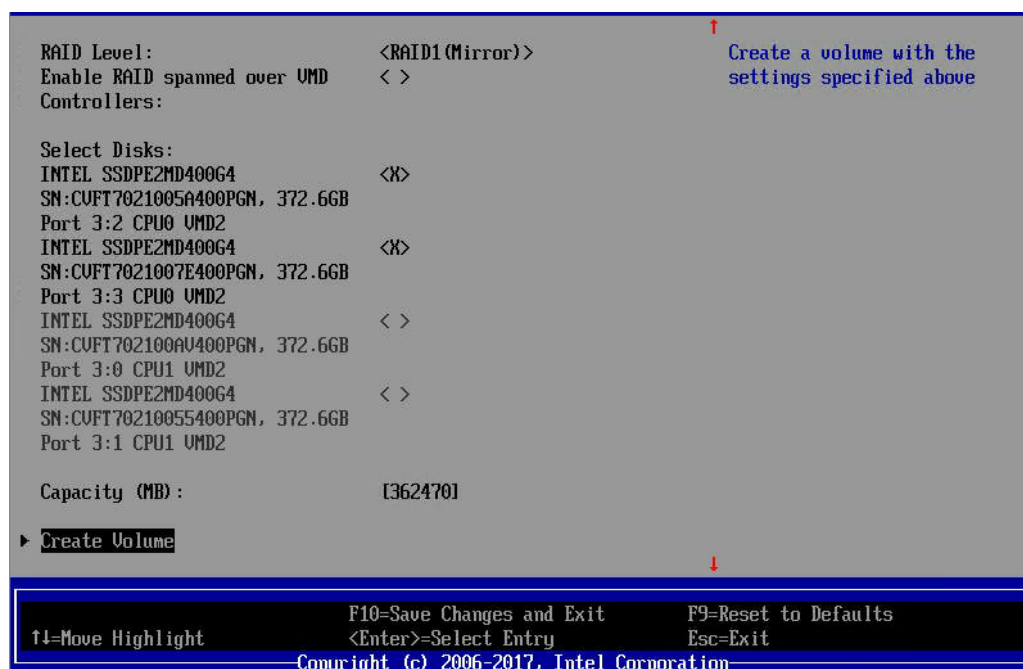 RAID Level: <RAID1(Mirror)>
Enable RAID spanned over VMD < >
Controllers:
Create a volume with the
settings specified above
Select Disks:
INTEL SSDPE2MD400G4 <X>
SN:CVFT7021005A400PGN, 372.6GB
Port 3:2 CPU0 VMD2
INTEL SSDPE2MD400G4 <X>
SN:CVFT7021007E400PGN, 372.6GB
Port 3:3 CPU0 VMD2
INTEL SSDPE2MD400G4 < >
SN:CVFT702100AV400PGN, 372.6GB
Port 3:0 CPU1 VMD2
INTEL SSDPE2MD400G4 < >
SN:CVFT70210055400PGN, 372.6GB
Port 3:1 CPU1 VMD2
Capacity (MB): [362470]
Create Volume
F10=Save Changes and Exit F9=Reset to Defaults
↑↓=Move Highlight <Enter>=Select Entry Esc=Exit
Copyright (c) 2006-2017, Intel Corporation